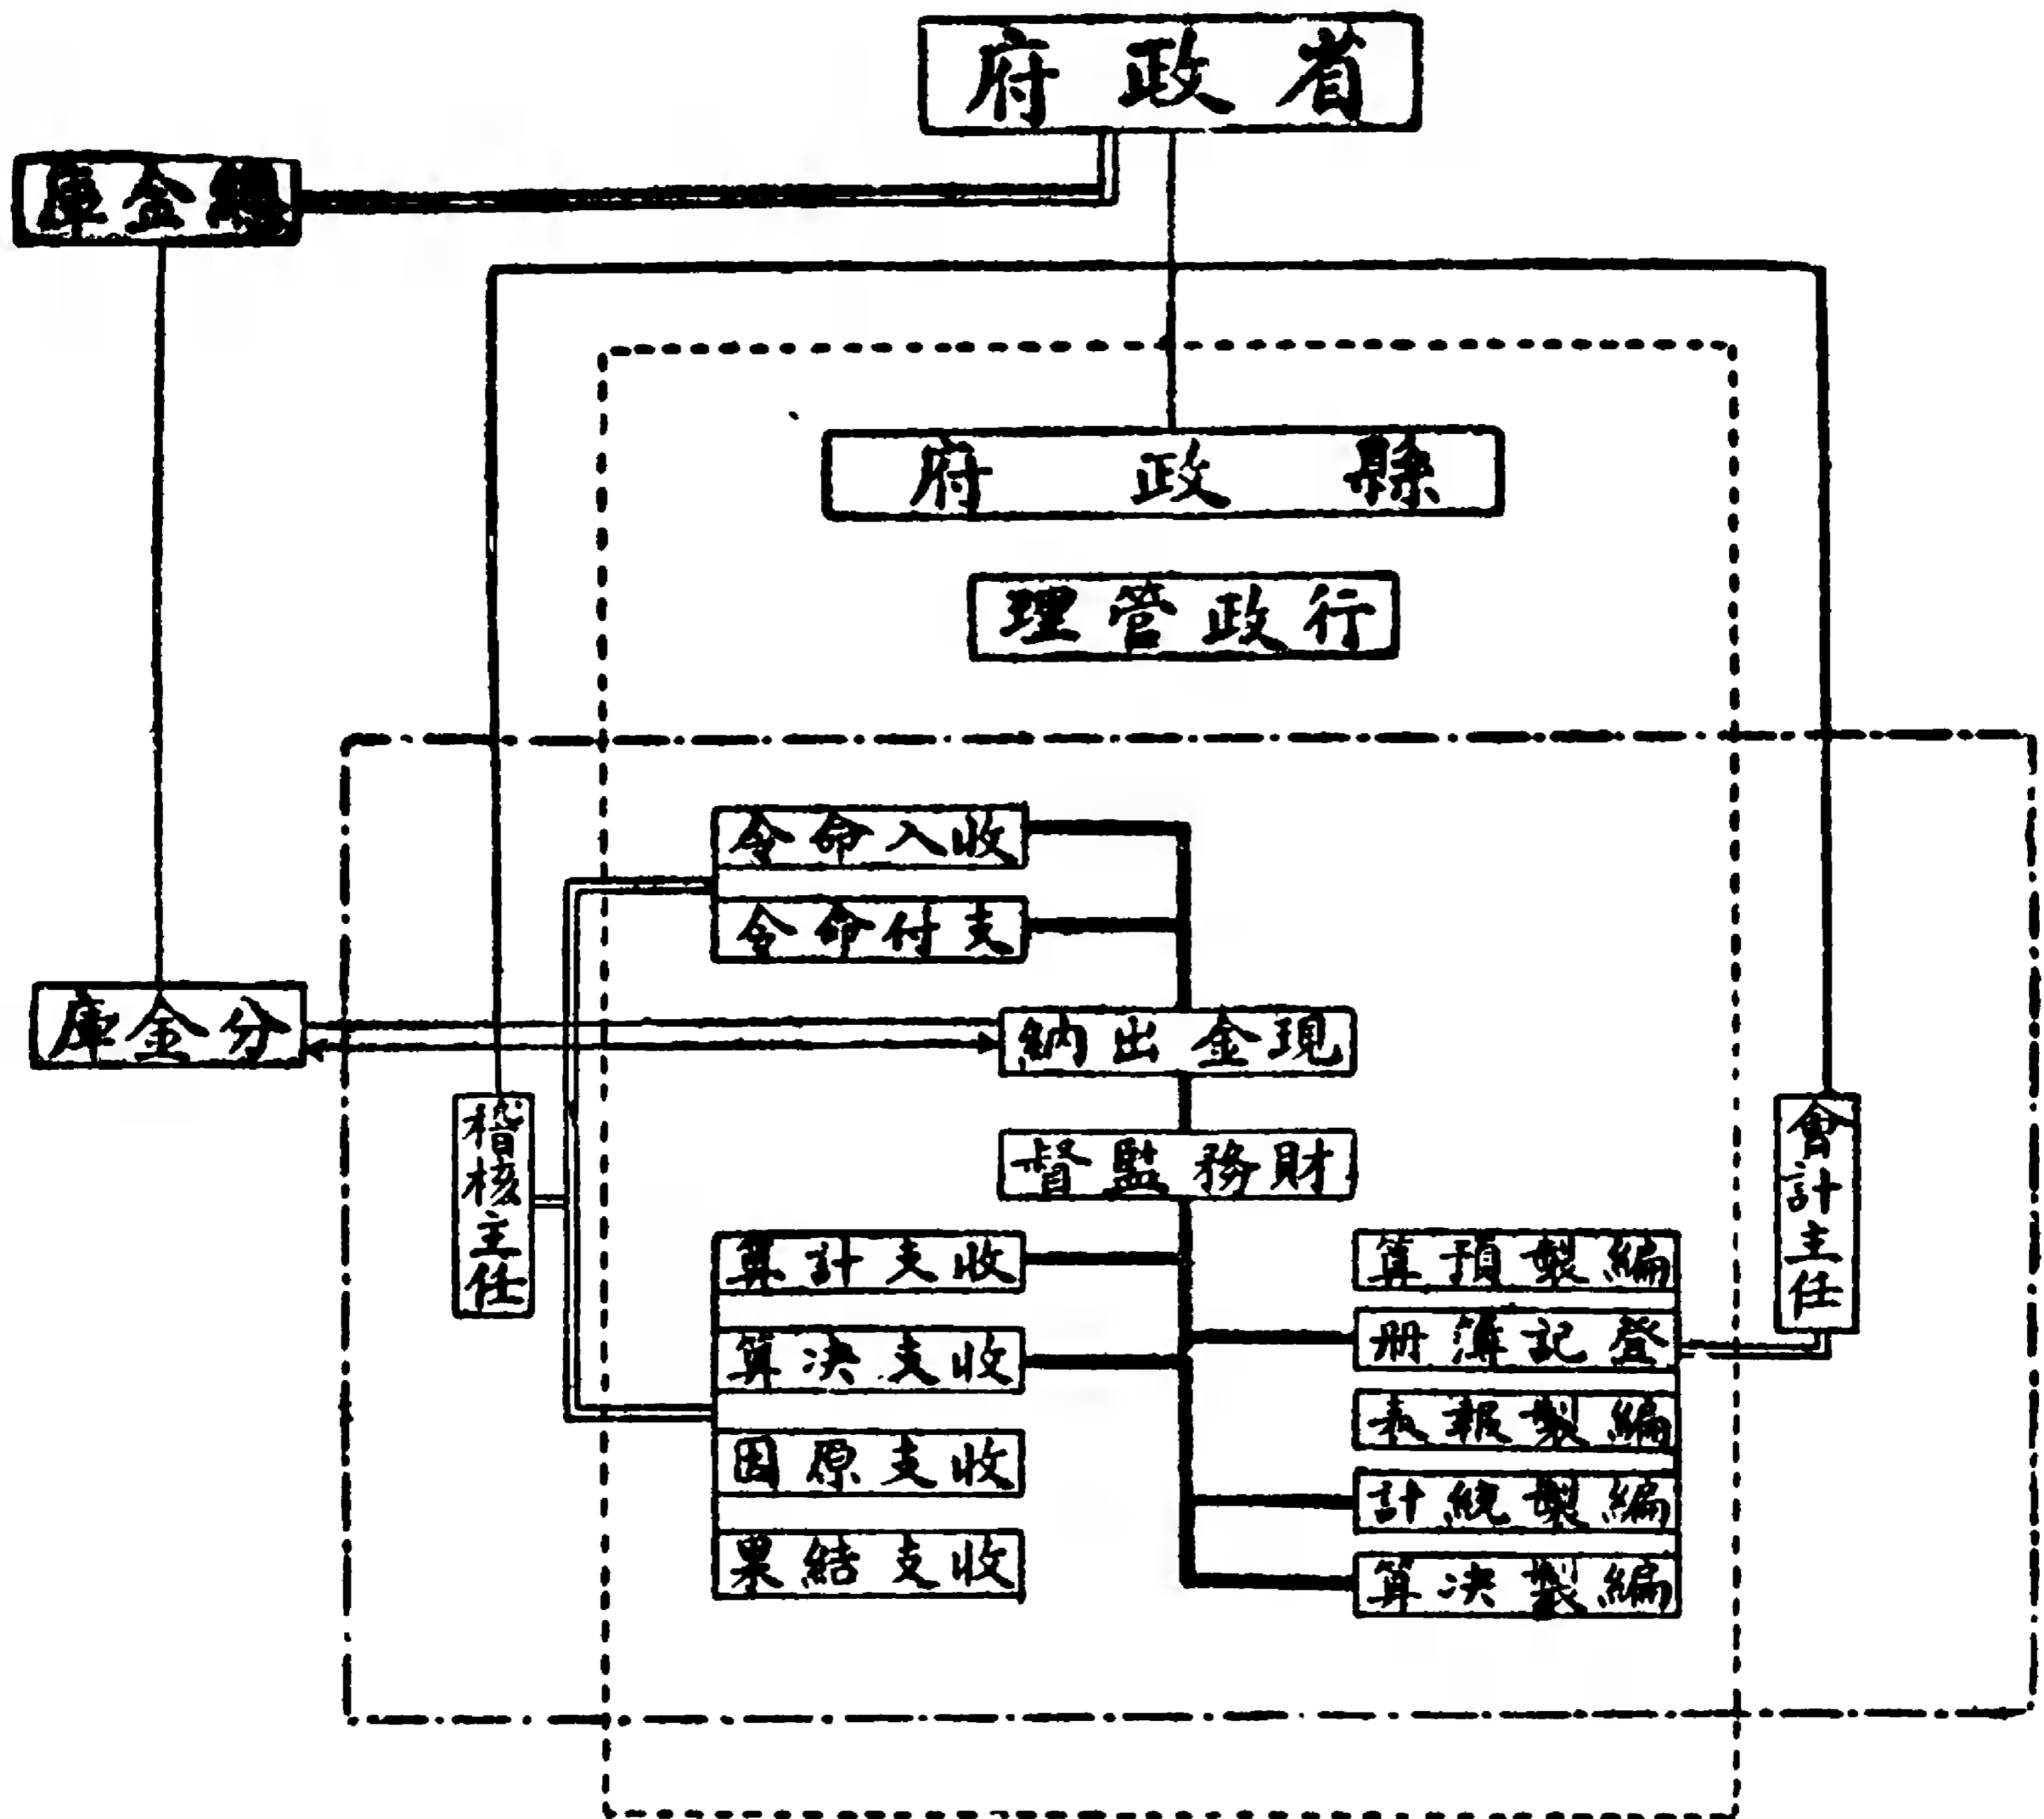 省政府
總金庫
縣政府
行政管理
收入命令
支付命令
分金庫
現金出納
財務監督
稽核主任
會計主任
收支計算
收支決算
收支原因
收支結果
編製預算
登記簿冊
編製報表
編製統計
編製決算